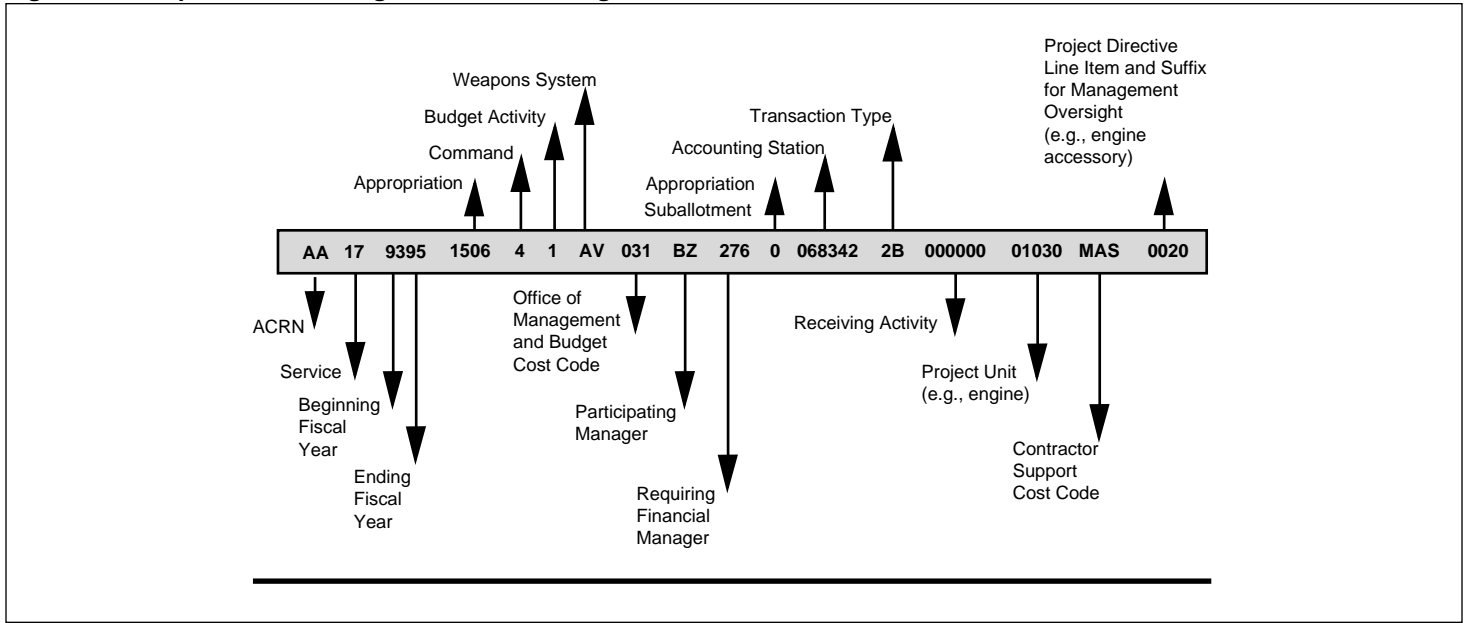 Project Directive
Line Item and Suffix
for Management
Oversight
(e.g., engine
accessory)
Weapons System
Budget Activity
Transaction Type
Command
Accounting Station
Appropriation
Appropriation
Suballotment
AA 17 9395 1506 4 1 AV 031 BZ 276 0 068342 2B 000000 01030 MAS 0020
ACRN
Office of
Management
and Budget
Cost Code
Receiving Activity
Service
Project Unit
(e.g., engine)
Beginning
Fiscal
Year
Participating
Manager
Contractor
Support
Cost Code
Ending
Fiscal
Year
Requiring
Financial
Manager